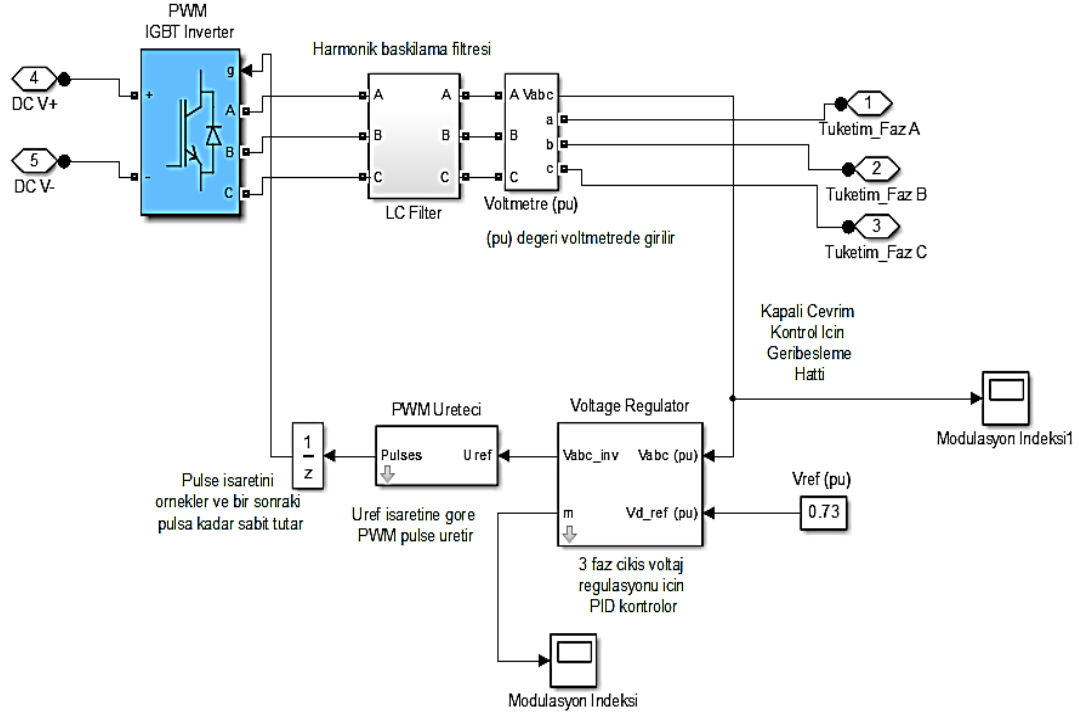 PWM
IGBT Inverter
Harmonik baskilama filtresi
4
DC V+
5
DC V-
+
-
g
A
B
C
A
B
C
A
B
C
LC Filter
A
B
C
Vabc
a
b
c
Voltmetre (pu)
(pu) degeri voltmetrede girilir
1
Tuketim_Faz A
2
Tuketim_Faz B
3
Tuketim_Faz C
Kapali Cevrim
Kontrol Icin
Geribesleme
Hatti
Modulasyon Indeksi1
PWM Ureteci
Pulses
Uref
Voltage Regulator
Vabc_inv
Vabc (pu)
m
Vd_ref (pu)
Vref (pu)
0.73
1
z
Pulse isaretini
ornekler ve bir sonraki
pulsa kadar sabit tutar
Uref isaretine gore
PWM pulse uretir
3 faz cikis voltaj
regulasyonu icin
PID kontrolor
Modulasyon Indeksi